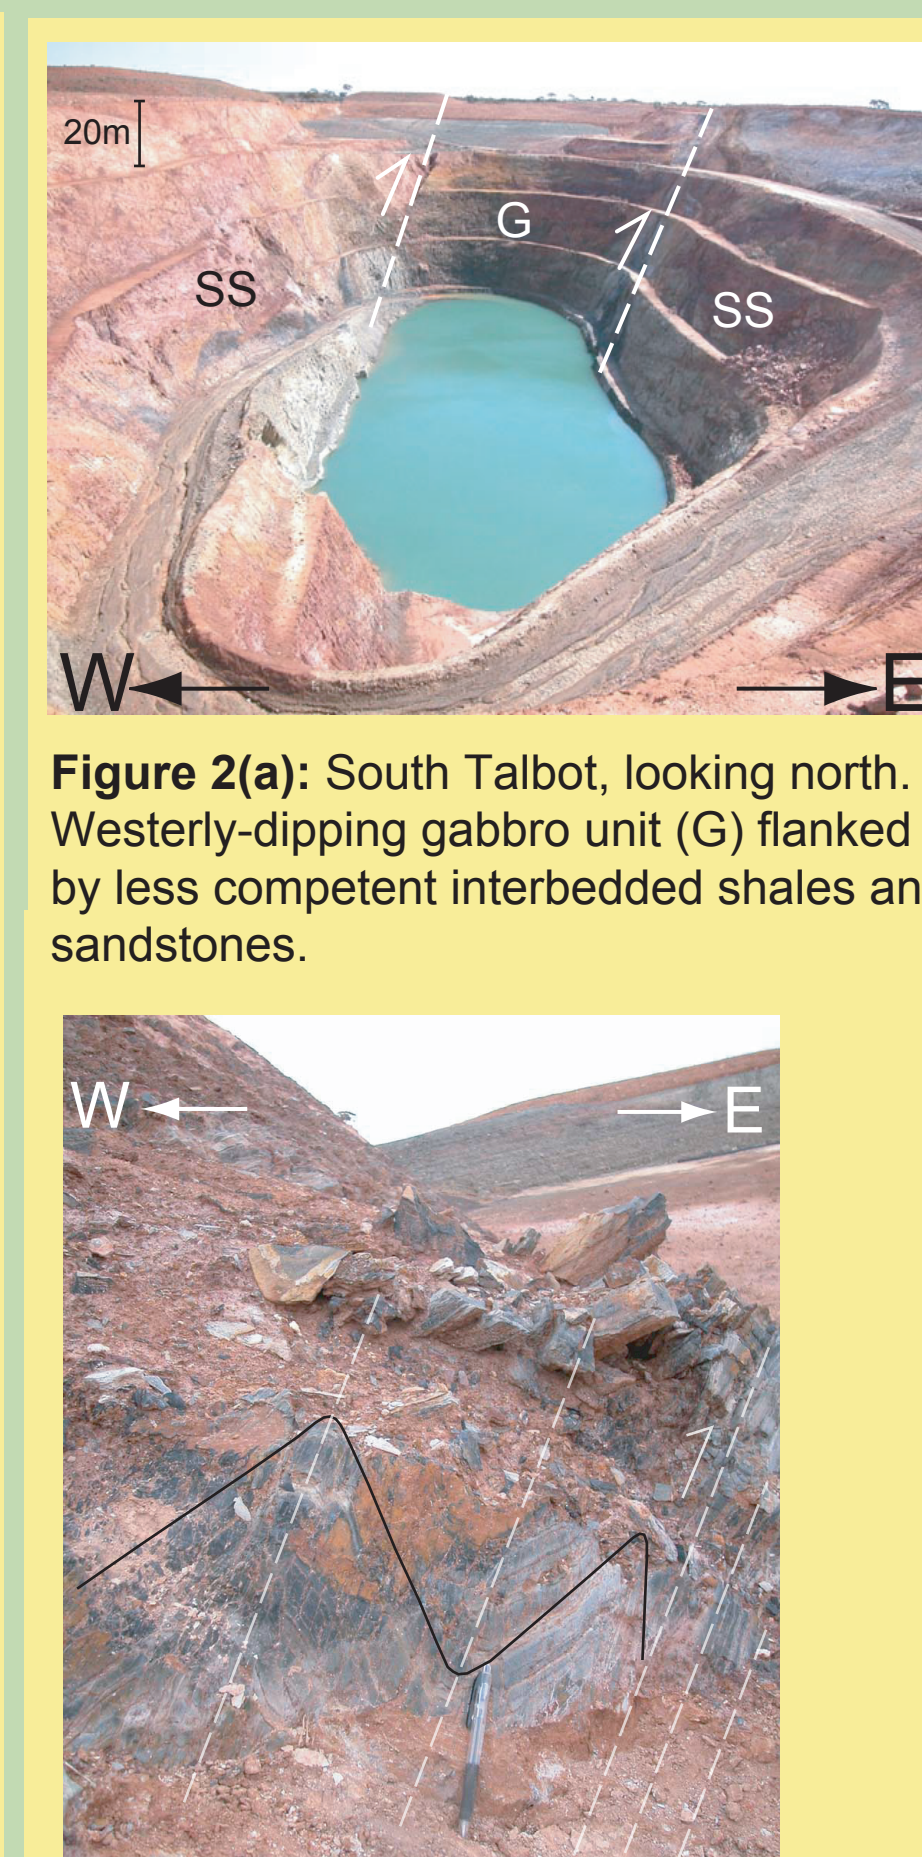 20m
G
SS
SS
W
E
Figure 2(a): South Talbot, looking north.
Westerly-dipping gabbro unit (G) flanked
by less competent interbedded shales an
sandstones.
W
E